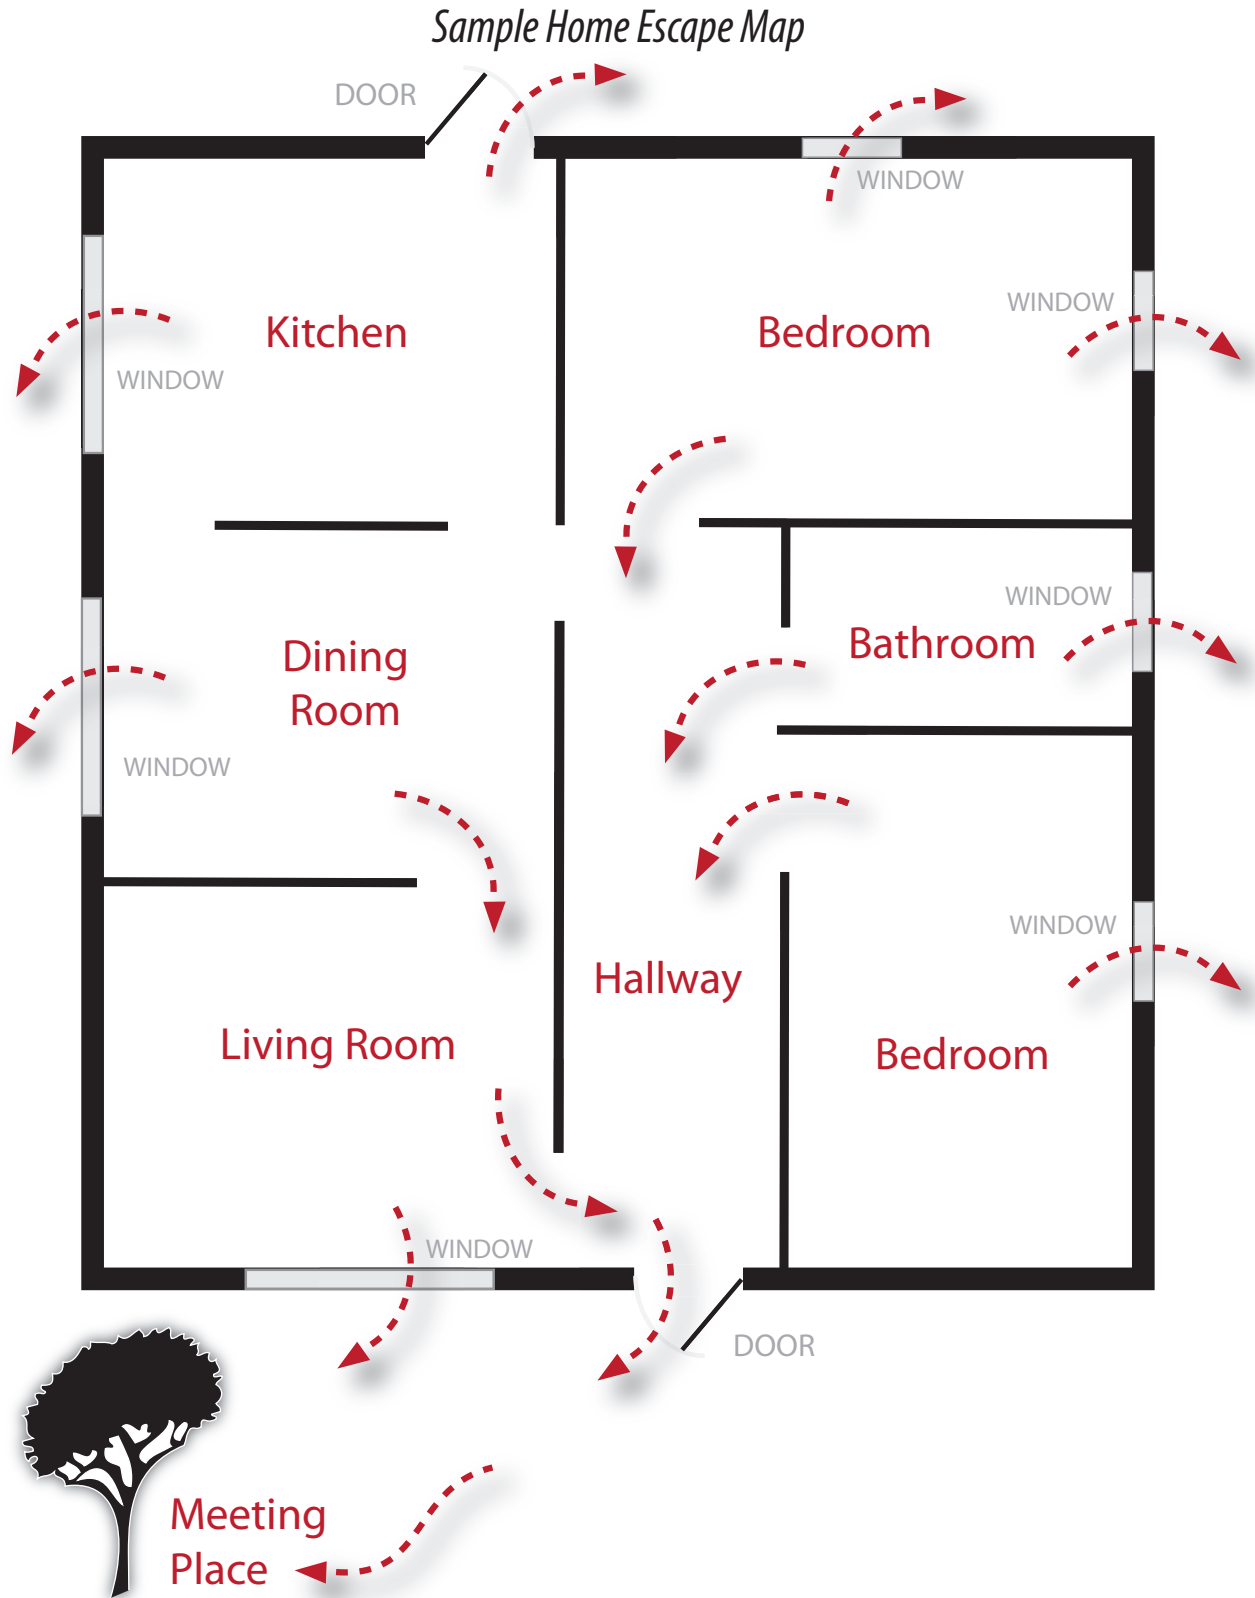 Sample Home Escape Map
DOOR
WINDOW
WINDOW
Kitchen
Bedroom
WINDOW
WINDOW
Bathroom
Dining
Room
WINDOW
WINDOW
Hallway
Living Room
Bedroom
WINDOW
DOOR
Meeting
Place